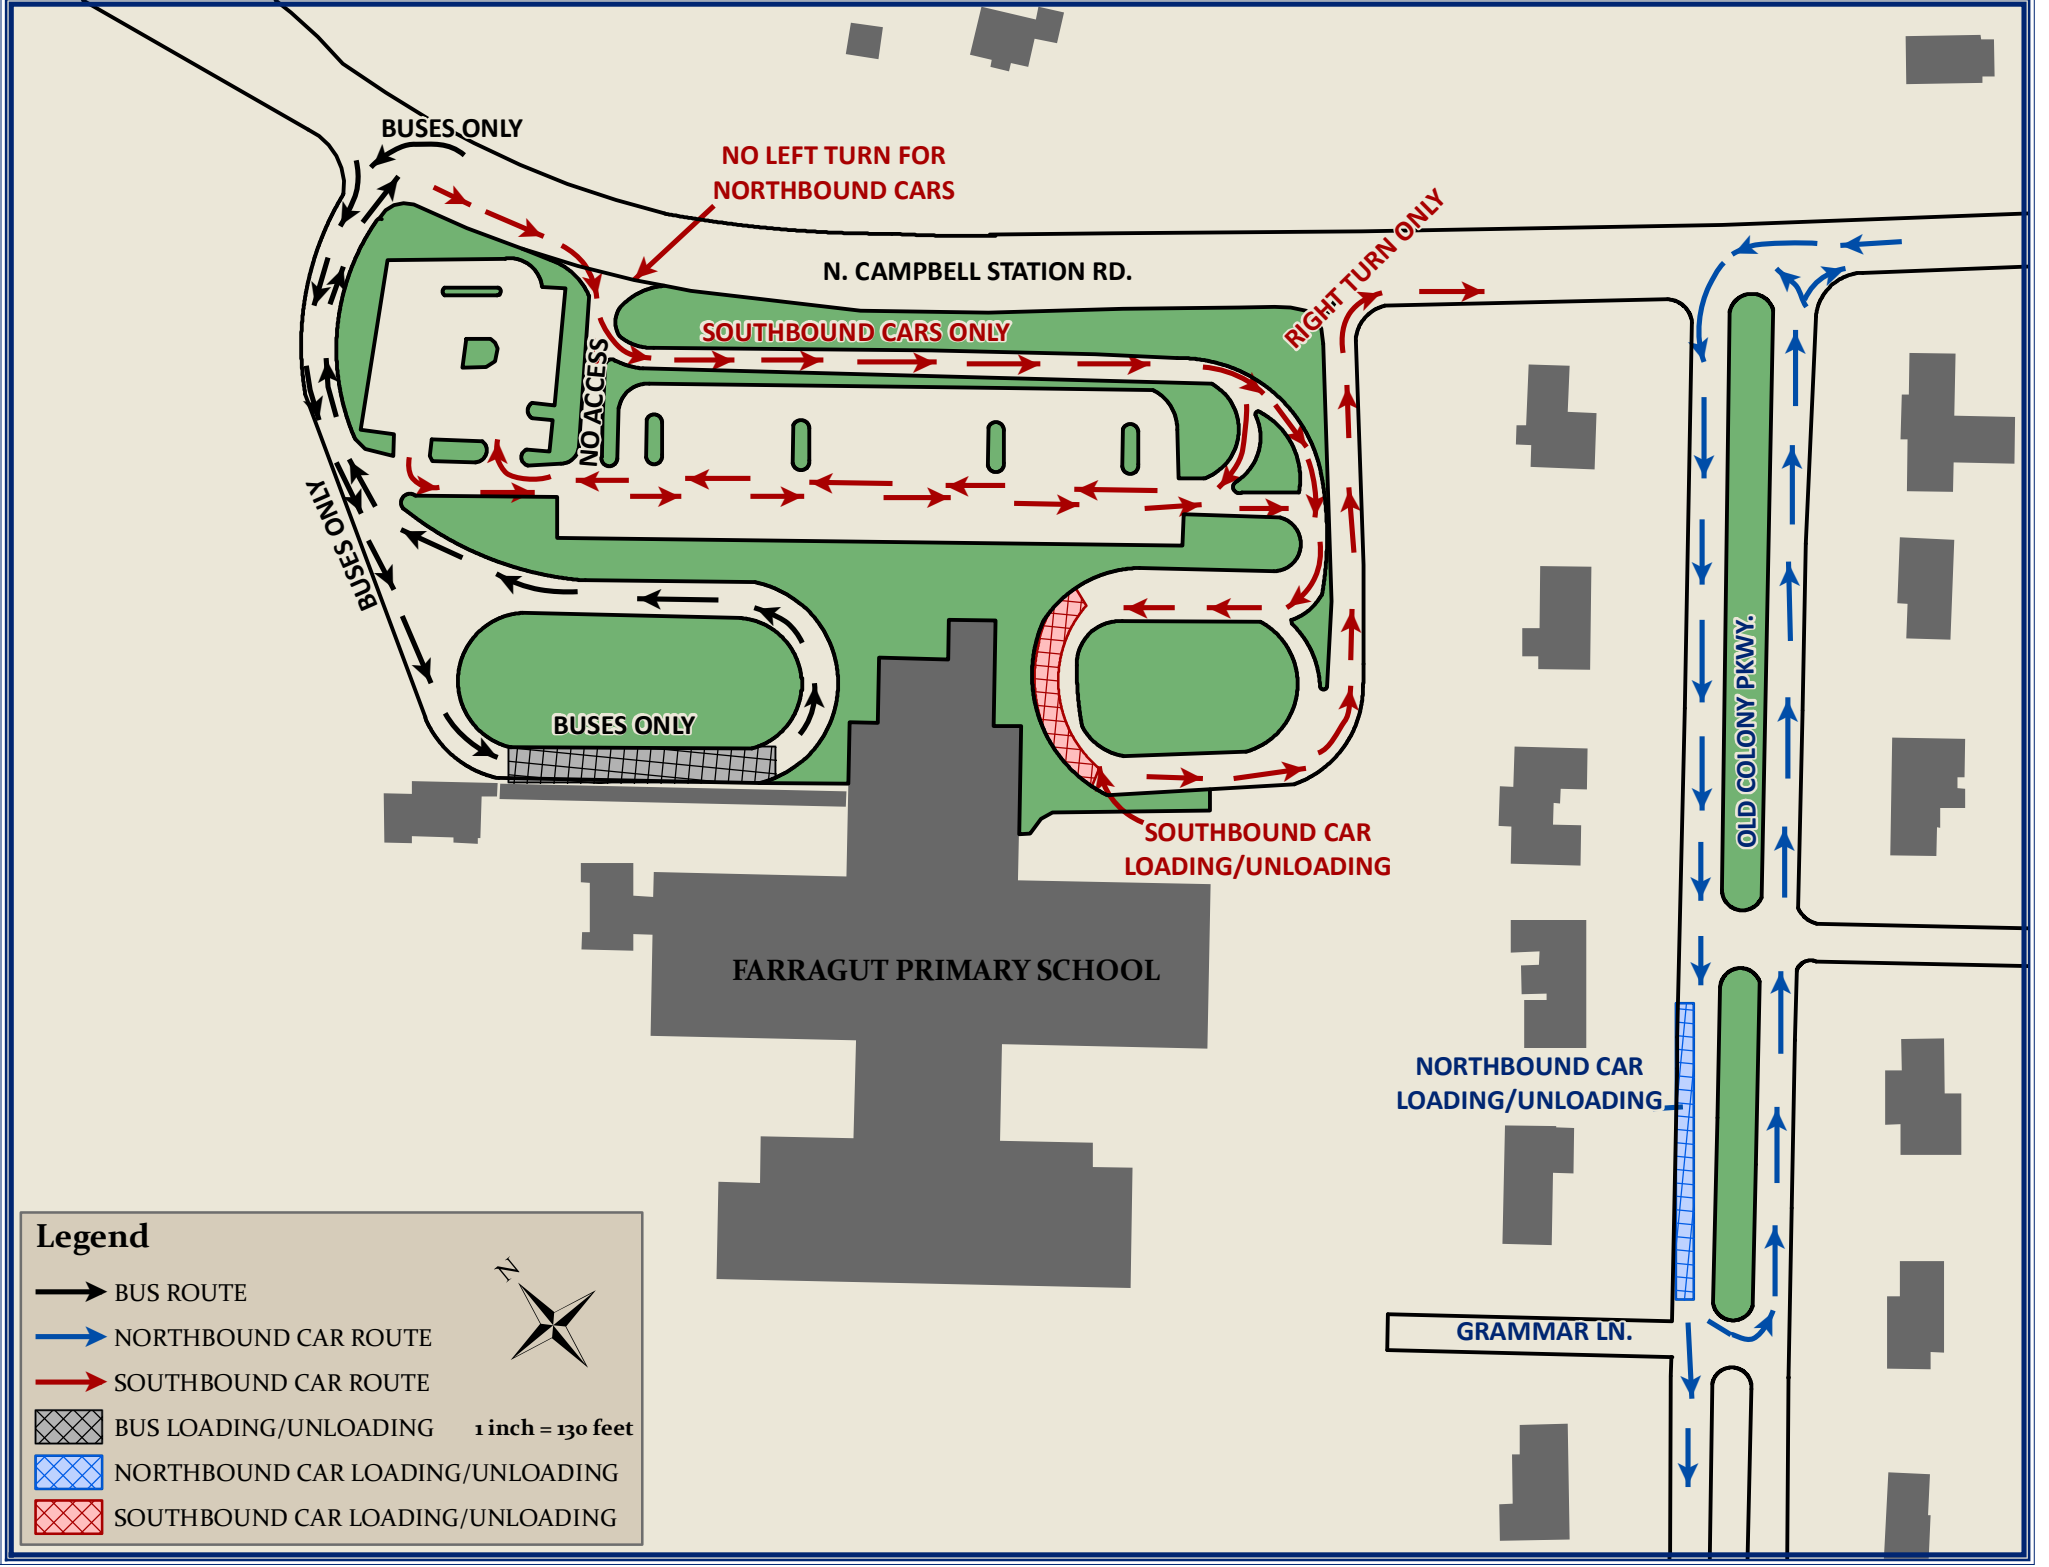 BUSES ONLY
NO LEFT TURN FOR
NORTHBOUND CARS
RIGHT TURN ONLY
N. CAMPBELL STATION RD.
SOUTHBOUND CARS ONLY
NO ACCESS
BUSES ONLY
BUSES ONLY
OLD COLONY PKWY.
SOUTHBOUND CAR
LOADING/UNLOADING
FARRAGUT PRIMARY SCHOOL
NORTHBOUND CAR
LOADING/UNLOADING
GRAMMAR LN.
Legend
N
BUS ROUTE
NORTHBOUND CAR ROUTE
SOUTHBOUND CAR ROUTE
BUS LOADING/UNLOADING
1 inch = 130 feet
NORTHBOUND CAR LOADING/UNLOADING
SOUTHBOUND CAR LOADING/UNLOADING